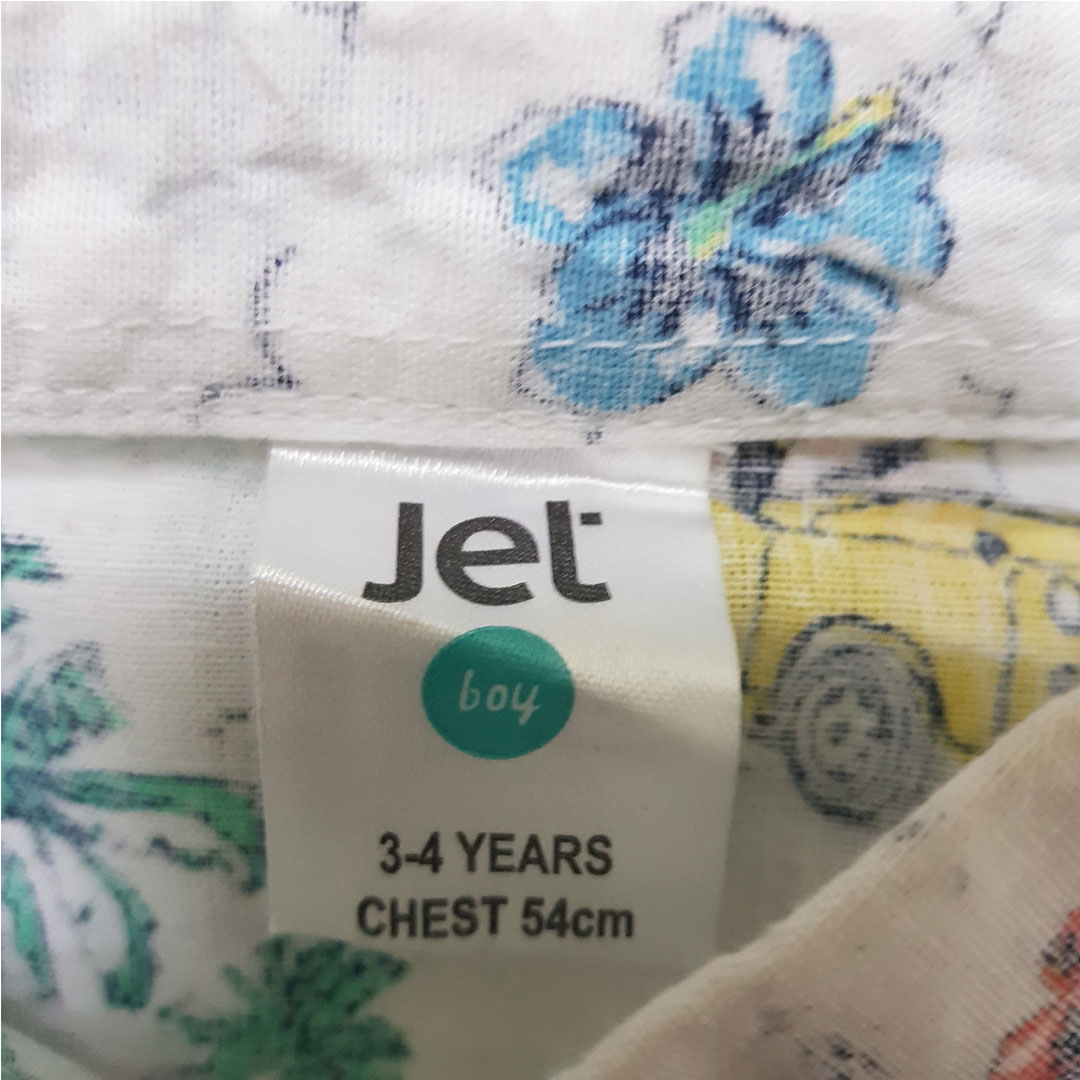 Jet
boy
3-4 YEARS
CHEST 54cm